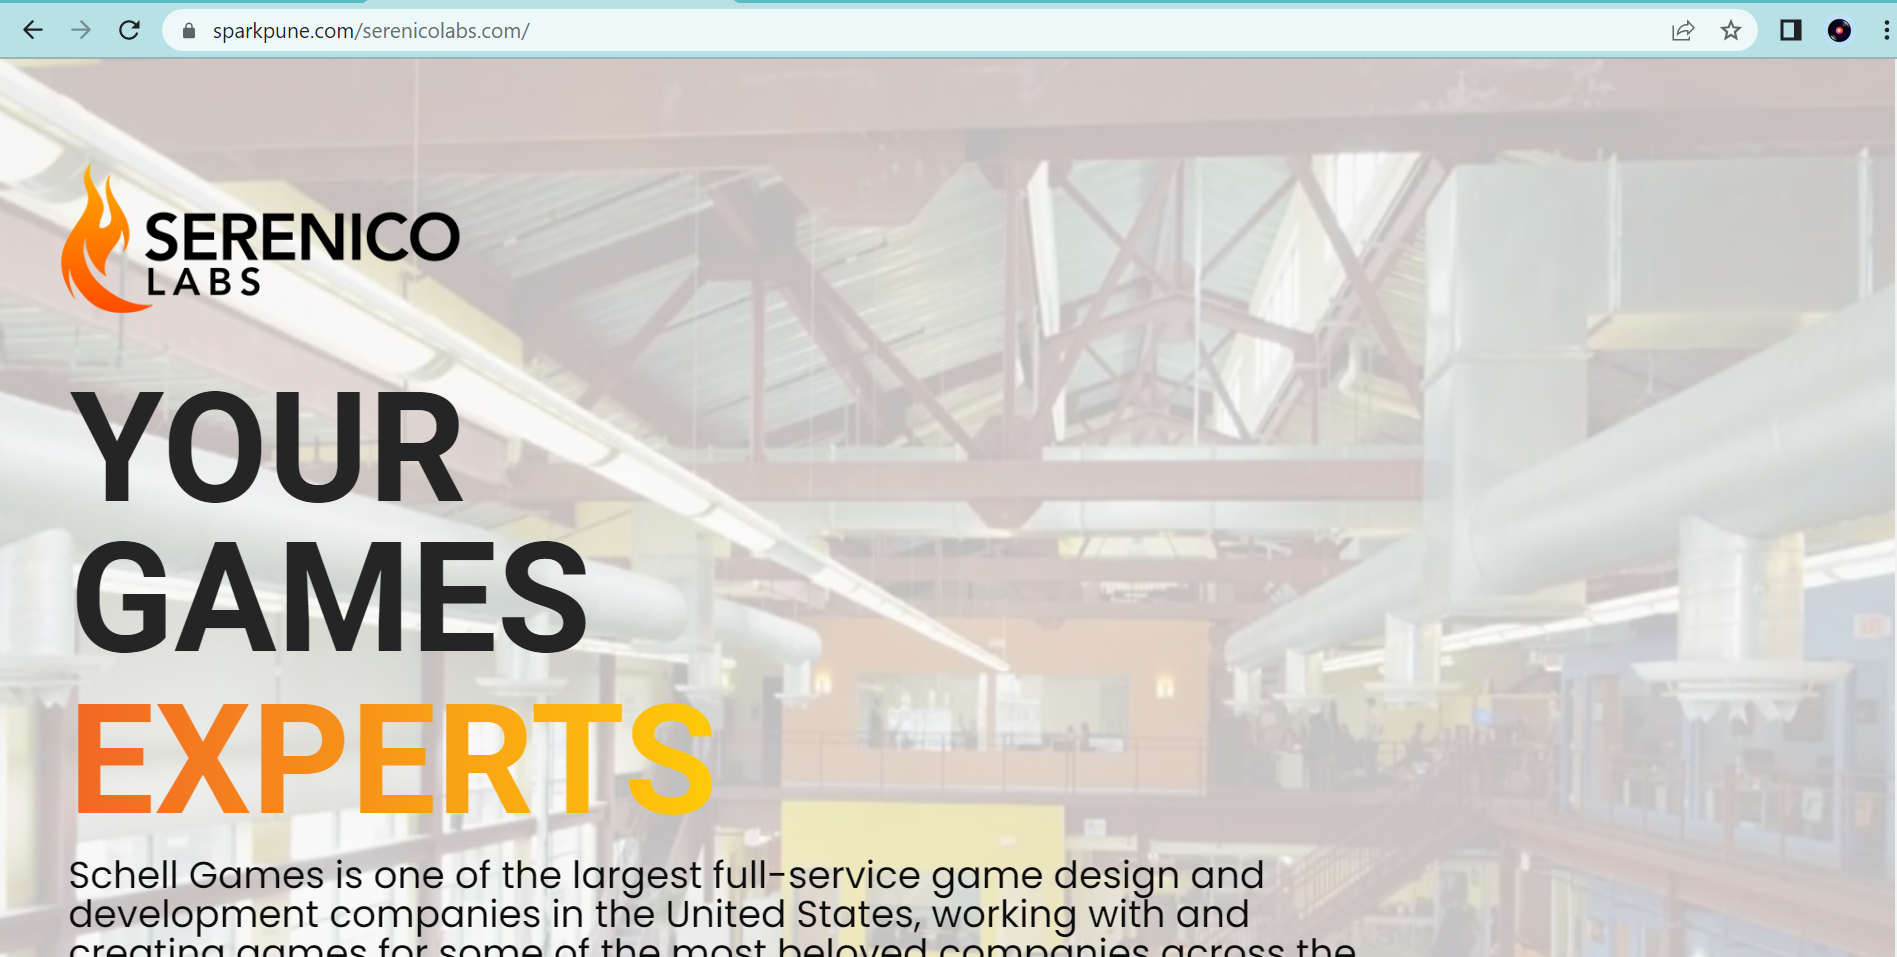 sparkpune.com/serenicolabs.com/
SERENICO
LABS
YOUR
GAMES
EXPERTS
Schell Games is one of the largest full-service game design and
development companies in the United States, working with and
creating games for some of the most beloved companies across the